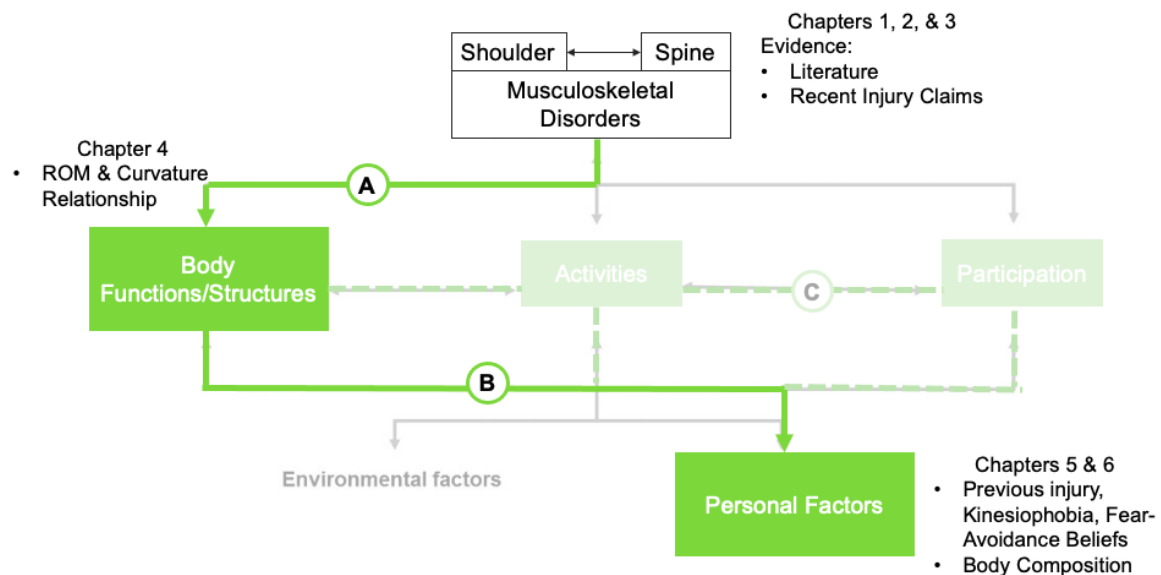 Chapters 1, 2, & 3
Evidence:
• Literature
• Recent Injury Claims
Shoulder
Spine
Musculoskeletal
Disorders
Chapter 4
• ROM & Curvature
Relationship
A
Body
Functions/Structures
Activities
C
Participation
B
Environmental factors
Personal Factors
Chapters 5 & 6
• Previous injury,
Kinesiophobia, Fear-
Avoidance Beliefs
• Body Composition